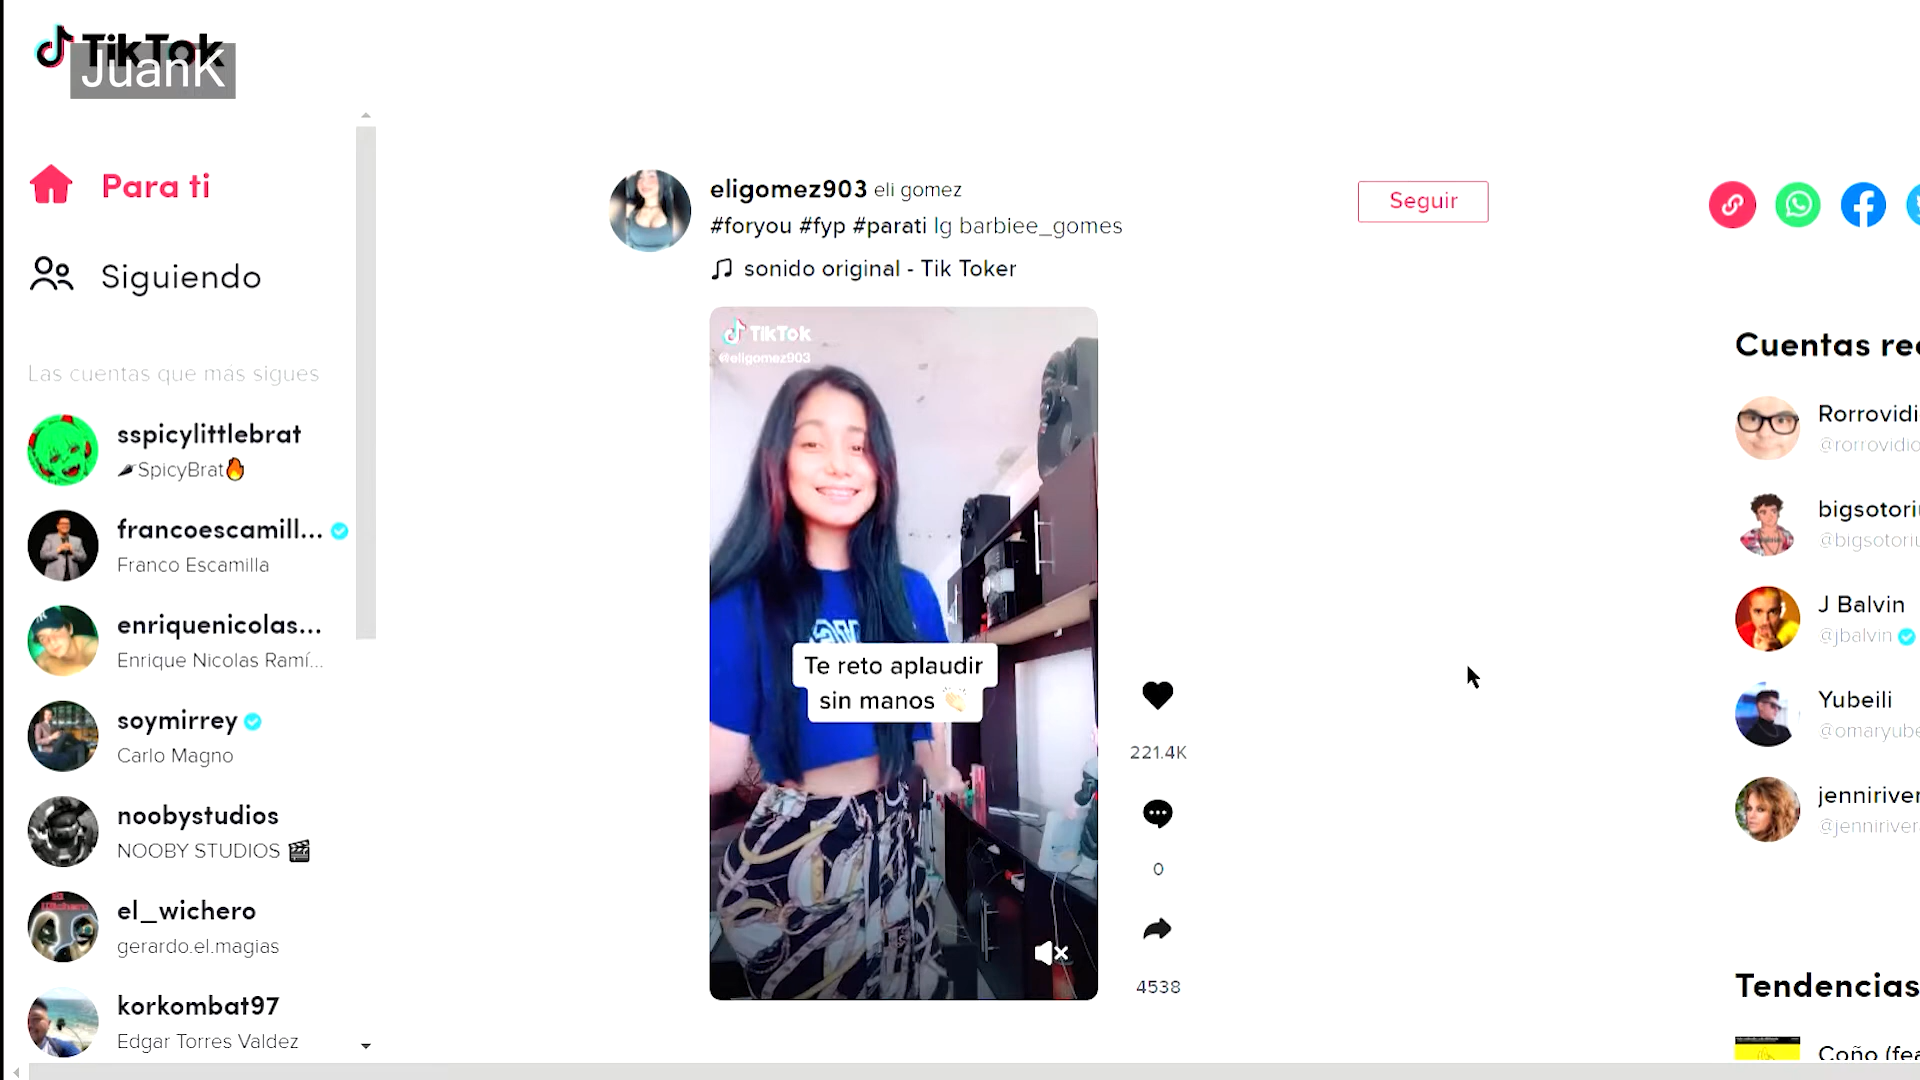 TikTok
JuanK
Para ti
Siguiendo
Las cuentas que más sigues
sspicylittlebrat
SpicyBrat
francoescamill...
Franco Escamilla
enriquenicolas...
Enrique Nicolas Ramí...
soymirrey
Carlo Magno
noobystudios
NOOBY STUDIOS
el_wichero
gerardo.el.magias
korkombat97
Edgar Torres Valdez
eligomez903 eli gomez
#foryou #fyp #parati Ig barbiee_gomes
sonido original - Tik Toker
Seguir
TikTok
@eligomez903
Te reto aplaudir
sin manos
221.4K
0
4538
Cuentas rec
Rorrovidi
@rorrovidio
bigsotoriu
@bigsotoriu
J Balvin
@jbalvin
Yubeili
@omaryube
jenniriver
@jenniriver
Tendencias
Coño (fea